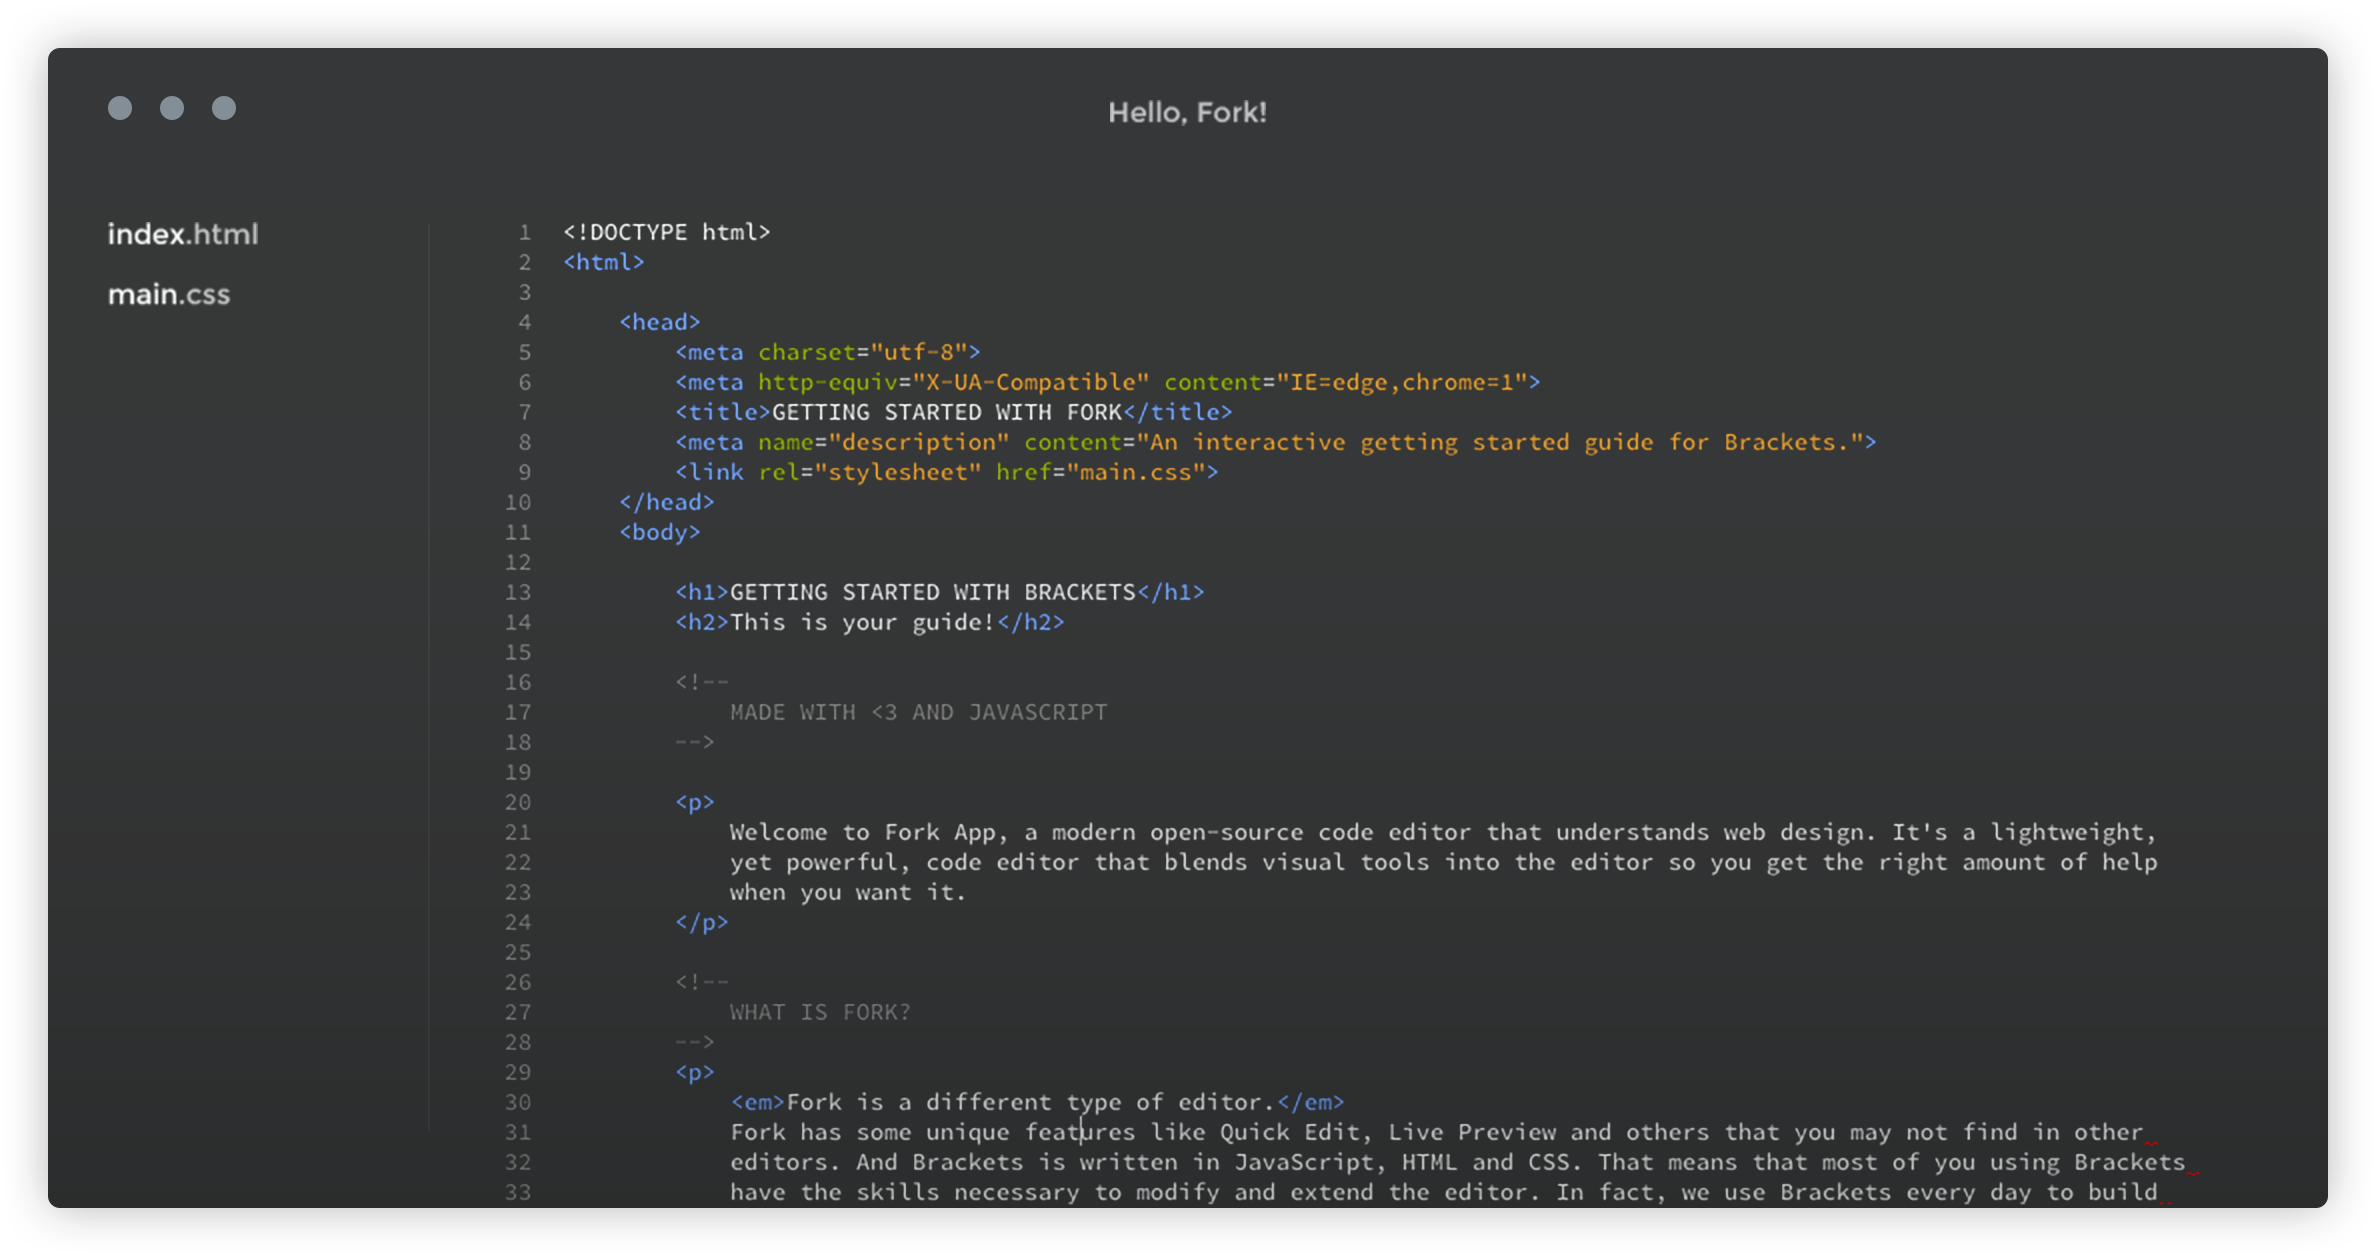 Hello, Fork!
index.html
main.css
1 <!DOCTYPE html>
2 <html>
3
4 <head>
5 <meta charset="utf-8">
6 <meta http-equiv="X-UA-Compatible" content="IE=edge,chrome=1">
7 <title>GETTING STARTED WITH FORK</title>
8 <meta name="description" content="An interactive getting started guide for Brackets.">
9 <link rel="stylesheet" href="main.css">
10 </head>
11 <body>
12
13 <h1>GETTING STARTED WITH BRACKETS</h1>
14 <h2>This is your guide!</h2>
15
16 <!--
17 MADE WITH <3 AND JAVASCRIPT
18 -->
19
20 <p>
21 Welcome to Fork App, a modern open-source code editor that understands web design. It's a lightweight,
22 yet powerful, code editor that blends visual tools into the editor so you get the right amount of help
23 when you want it.
24 </p>
25
26 <!--
27 WHAT IS FORK?
28 -->
29 <p>
30 <em>Fork is a different type of editor.</em>
31 Fork has some unique features like Quick Edit, Live Preview and others that you may not find in other
32 editors. And Brackets is written in JavaScript, HTML and CSS. That means that most of you using Brackets
33 have the skills necessary to modify and extend the editor. In fact, we use Brackets every day to build